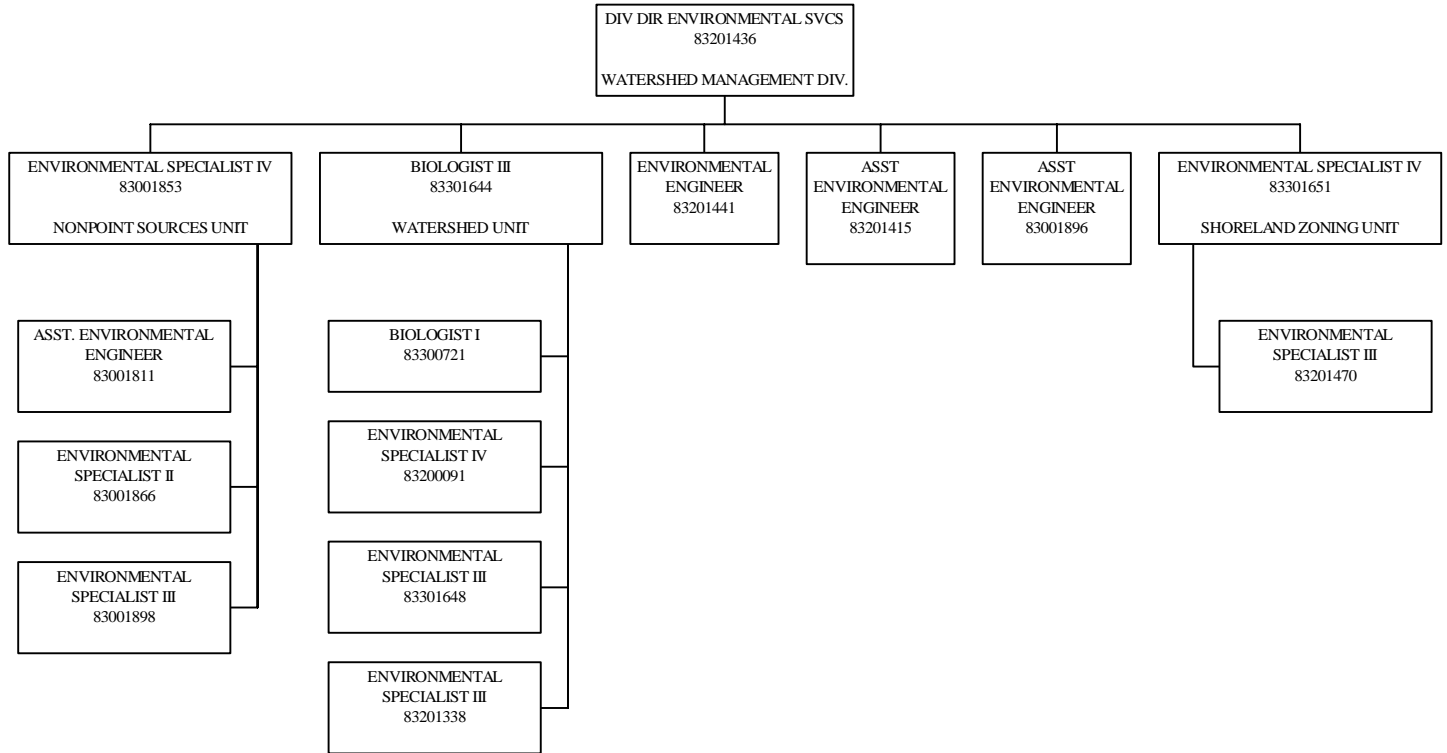 DIV DIR ENVIRONMENTAL SVCS
83201436
WATERSHED MANAGEMENT DIV.
ENVIRONMENTAL SPECIALIST IV
83001853
NONPOINT SOURCES UNIT
BIOLOGIST III
83301644
WATERSHED UNIT
ENVIRONMENTAL
ENGINEER
83201441
ASST
ENVIRONMENTAL
ENGINEER
83201415
ASST
ENVIRONMENTAL
ENGINEER
83001896
ENVIRONMENTAL SPECIALIST IV
83301651
SHORELAND ZONING UNIT
ASST. ENVIRONMENTAL
ENGINEER
83001811
ENVIRONMENTAL
SPECIALIST II
83001866
ENVIRONMENTAL
SPECIALIST III
83001898
BIOLOGIST I
83300721
ENVIRONMENTAL
SPECIALIST IV
83200091
ENVIRONMENTAL
SPECIALIST III
83301648
ENVIRONMENTAL
SPECIALIST III
83201338
ENVIRONMENTAL
SPECIALIST III
83201470